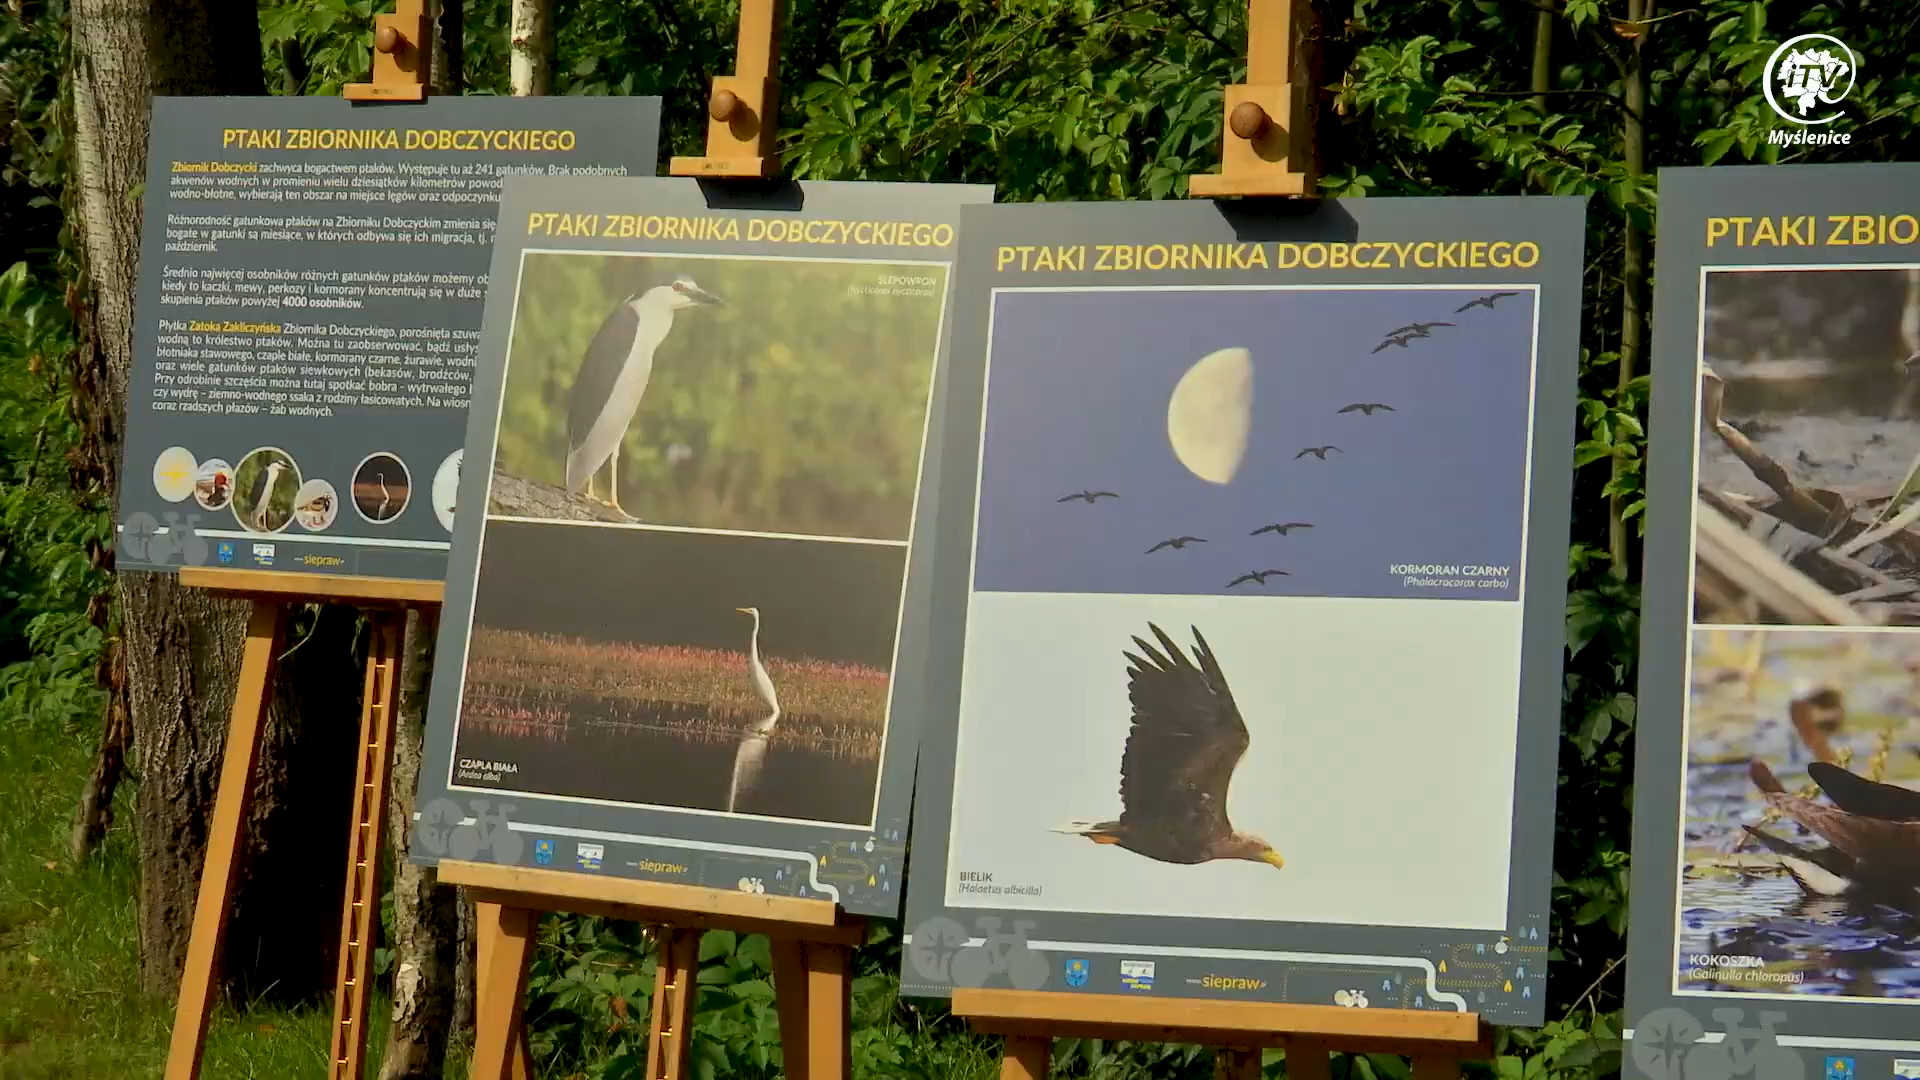 iTV
Myślenice
PTAKI ZBIORNIKA DOBCZYCKIEGO
Zbiornik Dobczycki zachwyca bogactwem ptaków. Występuje tu aż 241 gatunków. Brak podobnych
akwenów wodnych w promieniu wielu dziesiątków kilometrów powod
wodno-błotne, wybierają ten obszar na miejsce lęgów oraz odpoczynku
Różnorodność gatunkowa ptaków na Zbiorniku Dobczyckim zmienia się
bogate w gatunki są miesiące, w których odbywa się ich migracja, tj.
październik.
Średnio najwięcej osobników różnych gatunków ptaków możemy ob
kiedy to kaczki, mewy, perkozy i kormorany koncentrują się w duże
skupienia ptaków powyżej 4000 osobników.
Płytka Zatoka Zakliczyńska Zbiornika Dobczyckiego, porośnięta szuwa
wodną to królestwo ptaków. Można tu zaobserwować, bądź usłys
błotniaka stawowego, czaple białe, kormorany czarne, żurawie, wodni
oraz wiele gatunków ptaków siewkowych (bekasów, brodźców,
Przy odrobinie szczęścia można tutaj spotkać bobra - wytrwałego
czy wydrę – ziemno-wodnego ssaka z rodziny łasicowatych. Na wiosn
coraz rzadszych płazów – żab wodnych.
siepraw
PTAKI ZBIORNIKA DOBCZYCKIEGO
ŚLEPOWRON
(Nycticorax nycticorax)
CZAPLA BIAŁA
(Ardea alba)
siepraw
PTAKI ZBIORNIKA DOBCZYCKIEGO
KORMORAN CZARNY
(Phalacrocorax carbo)
BIELIK
(Haliaetus albicilla)
siepraw
PTAKI ZBIO
KOKOSZKA
(Galinulla chloropus)